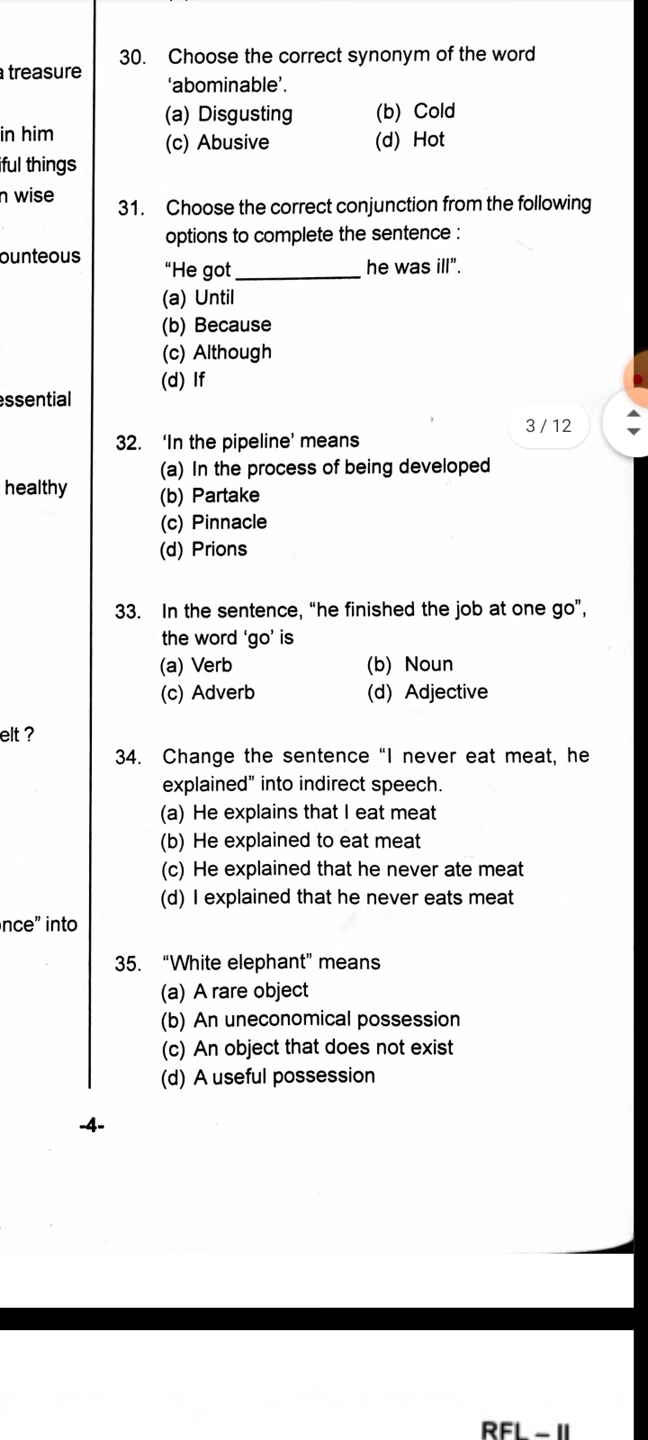 a treasure
in him
iful things
n wise
ounteous
essential
healthy
elt ?
once” into
30. Choose the correct synonym of the word
‘abominable’.
(a) Disgusting (b) Cold
(c) Abusive (d) Hot
31. Choose the correct conjunction from the following
options to complete the sentence :
“He got ___________ he was ill”.
(a) Until
(b) Because
(c) Although
(d) If
3 / 12
32. ‘In the pipeline’ means
(a) In the process of being developed
(b) Partake
(c) Pinnacle
(d) Prions
33. In the sentence, “he finished the job at one go”,
the word ‘go’ is
(a) Verb (b) Noun
(c) Adverb (d) Adjective
34. Change the sentence “I never eat meat, he
explained” into indirect speech.
(a) He explains that I eat meat
(b) He explained to eat meat
(c) He explained that he never ate meat
(d) I explained that he never eats meat
35. “White elephant” means
(a) A rare object
(b) An uneconomical possession
(c) An object that does not exist
(d) A useful possession
-4-
RFL – II